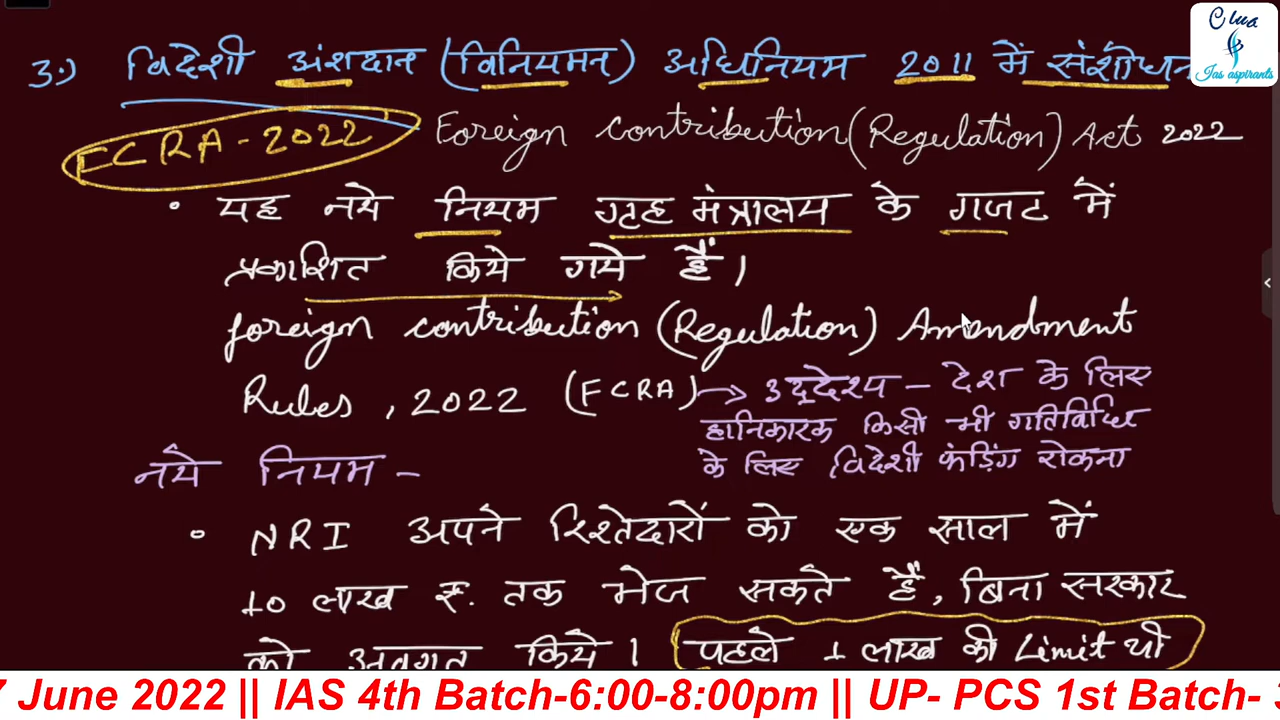 Clue
Ias aspirants
3.) विदेशी अंशदान (विनियमन) अधिनियम 2011 में संशोधन
FCRA - 2022 Foreign contribution (Regulation) Act 2022
• यह नये नियम गृह मंत्रालय के गजट में
प्रकाशित किये गये हैं।
foreign contribution (Regulation) Amendment
Rules, 2022 (FCRA) → उद्देश्य – देश के लिए
हानिकारक किसी भी गतिविधि
के लिए विदेशी फंडिंग रोकना
नये नियम –
• NRI अपने रिश्तेदारों को एक साल में
10 लाख रू. तक भेज सकते हैं, बिना सरकार
को अवगत किये। पहले 1 लाख की Limit थी
7 June 2022 || IAS 4th Batch-6:00-8:00pm || UP- PCS 1st Batch-